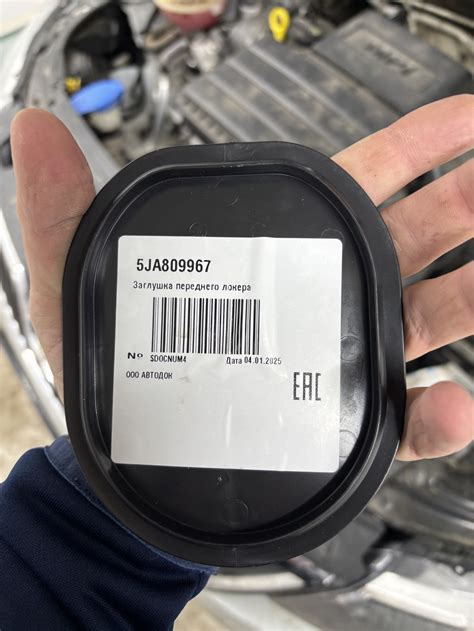 5JA809967
Заглушка переднего локера
№ SDOCNUM4 Дата 04.01.2025
ООО АВТОДОК
EAC